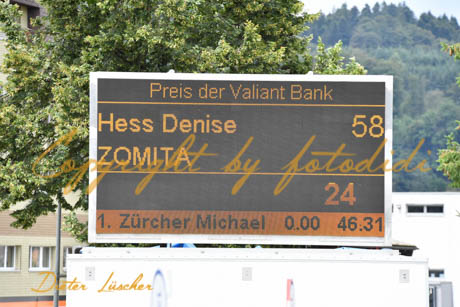 Preis der Valiant Bank
Hess Denise 58
ZOMITA
Copyright by fotodidi
24
1. Zürcher Michael 0.00 46.31
Dieter Lüscher